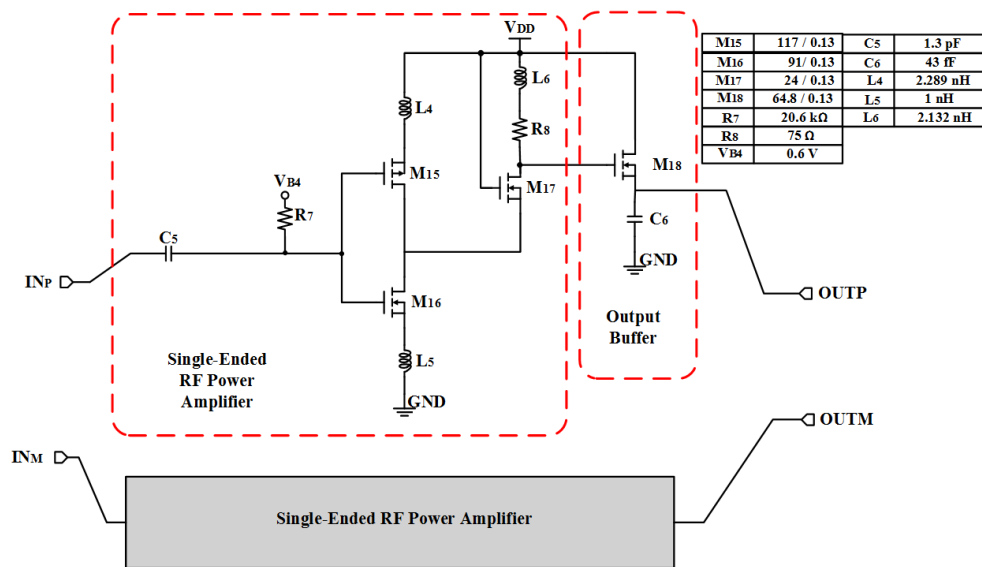 VDD
L6
L4
R8
M15
VB4
R7
M17
M18
C5
C6
INP
M16
GND
OUTP
Output
Buffer
Single-Ended
RF Power
Amplifier
L5
GND
M15 117 / 0.13 C5 1.3 pF
M16 91/ 0.13 C6 43 fF
M17 24 / 0.13 L4 2.289 nH
M18 64.8 / 0.13 L5 1 nH
R7 20.6 kΩ L6 2.132 nH
R8 75 Ω
VB4 0.6 V
OUTM
INM
Single-Ended RF Power Amplifier